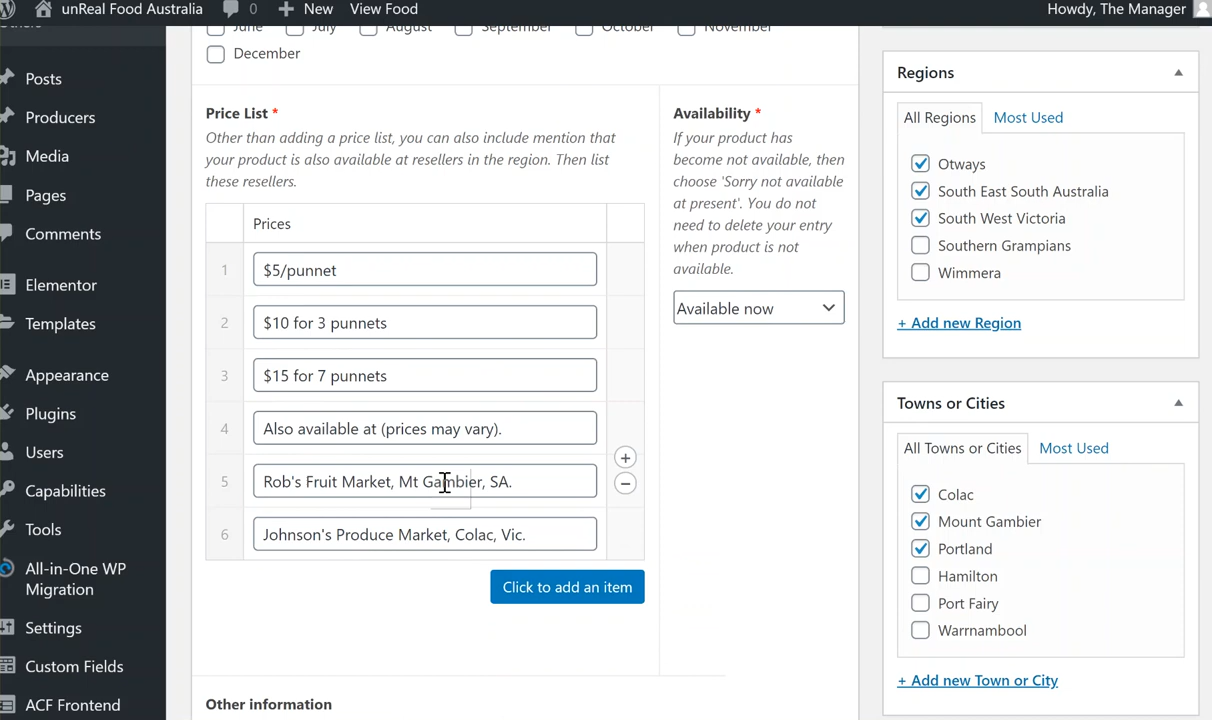 unReal Food Australia 0 New View Food Howdy, The Manager
Posts
Producers
Media
Pages
Comments
Elementor
Templates
Appearance
Plugins
Users
Capabilities
Tools
All-in-One WP
Migration
Settings
Custom Fields
ACF Frontend
June July August September October November
December
Price List *
Other than adding a price list, you can also include mention that
your product is also available at resellers in the region. Then list
these resellers.
Prices
1 $5/punnet
2 $10 for 3 punnets
3 $15 for 7 punnets
4 Also available at (prices may vary).
5 Rob's Fruit Market, Mt Gambier, SA.
6 Johnson's Produce Market, Colac, Vic.
Click to add an item
Other information
Availability *
If your product has
become not available, then
choose 'Sorry not available
at present'. You do not
need to delete your entry
when product is not
available.
Available now
Regions
All Regions Most Used
Otways
South East South Australia
South West Victoria
Southern Grampians
Wimmera
+ Add new Region
Towns or Cities
All Towns or Cities Most Used
Colac
Mount Gambier
Portland
Hamilton
Port Fairy
Warrnambool
+ Add new Town or City